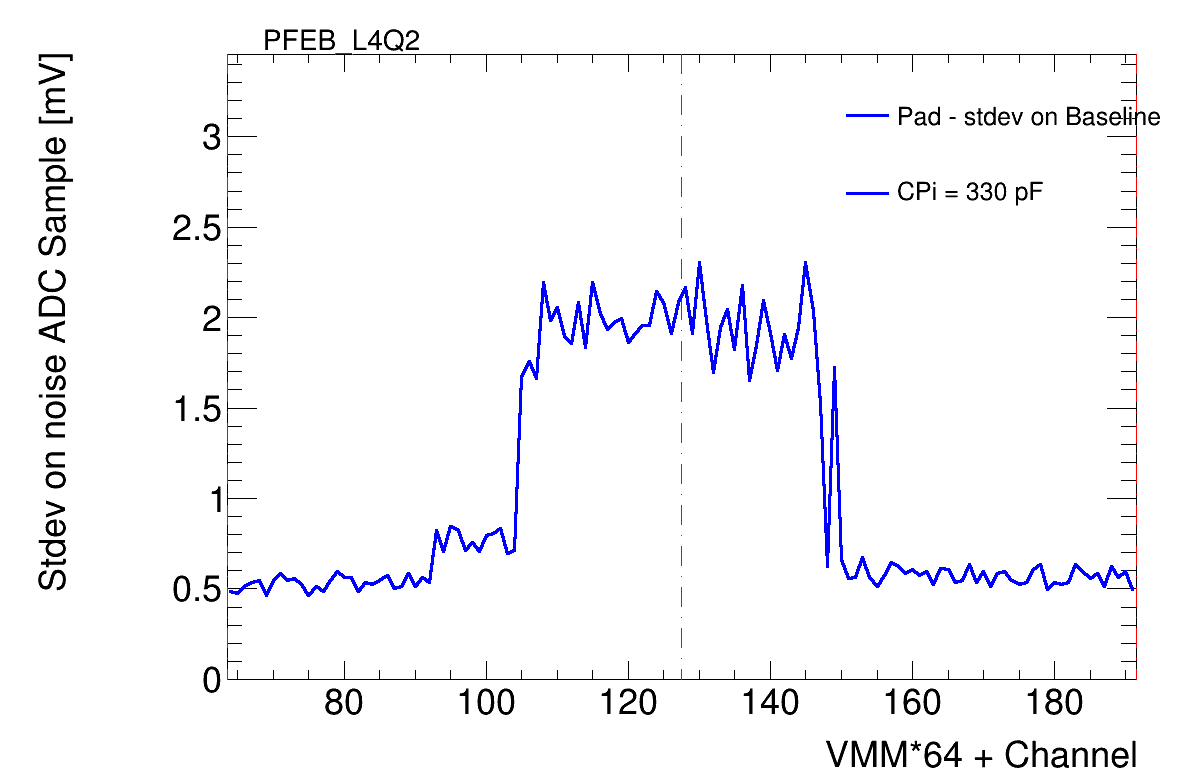 PFEB_L4Q2
Stdev on noise ADC Sample [mV]
Pad - stdev on Baseline
CPi = 330 pF
3
2.5
2
1.5
1
0.5
0
80 100 120 140 160 180
VMM*64 + Channel